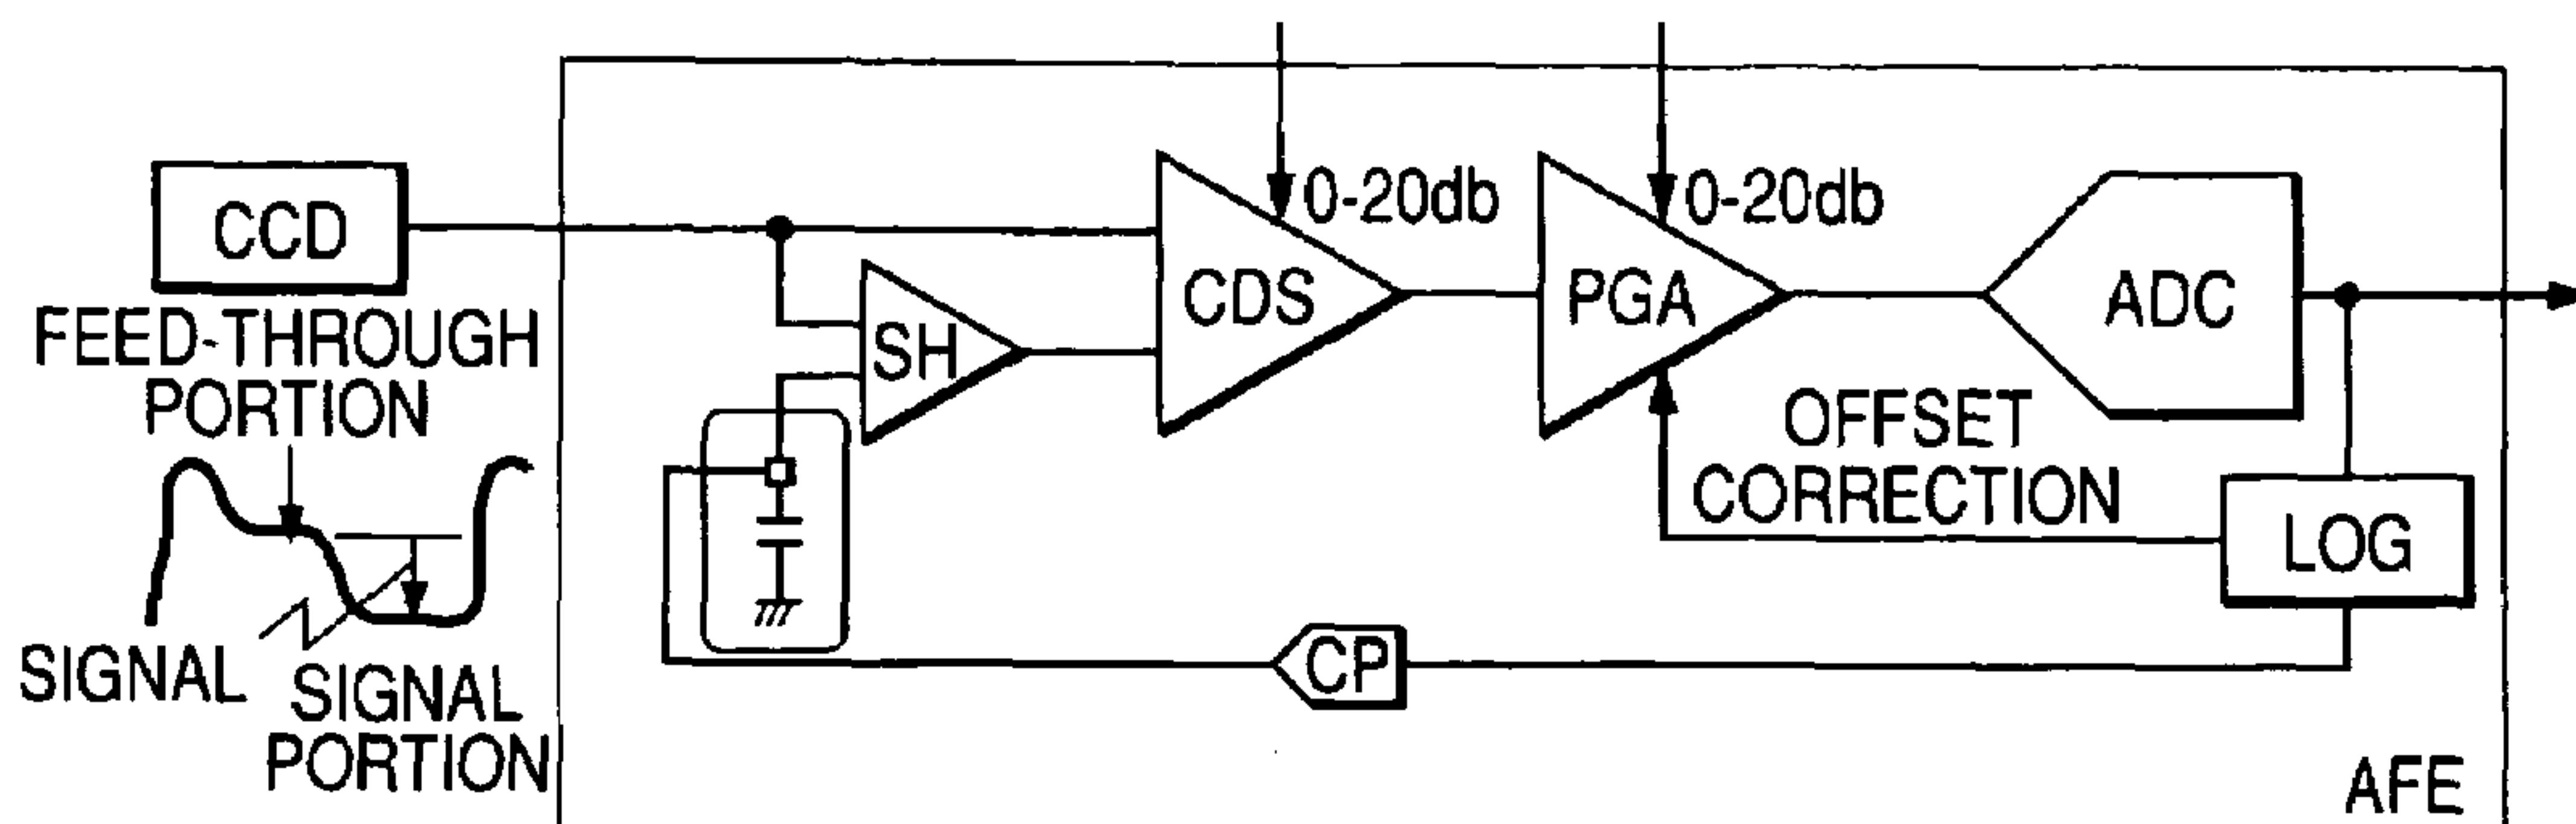 0-20db
0-20db
CCD
CDS
PGA
ADC
SH
FEED-THROUGH
PORTION
OFFSET
CORRECTION
LOG
SIGNAL
SIGNAL
PORTION
CP
AFE